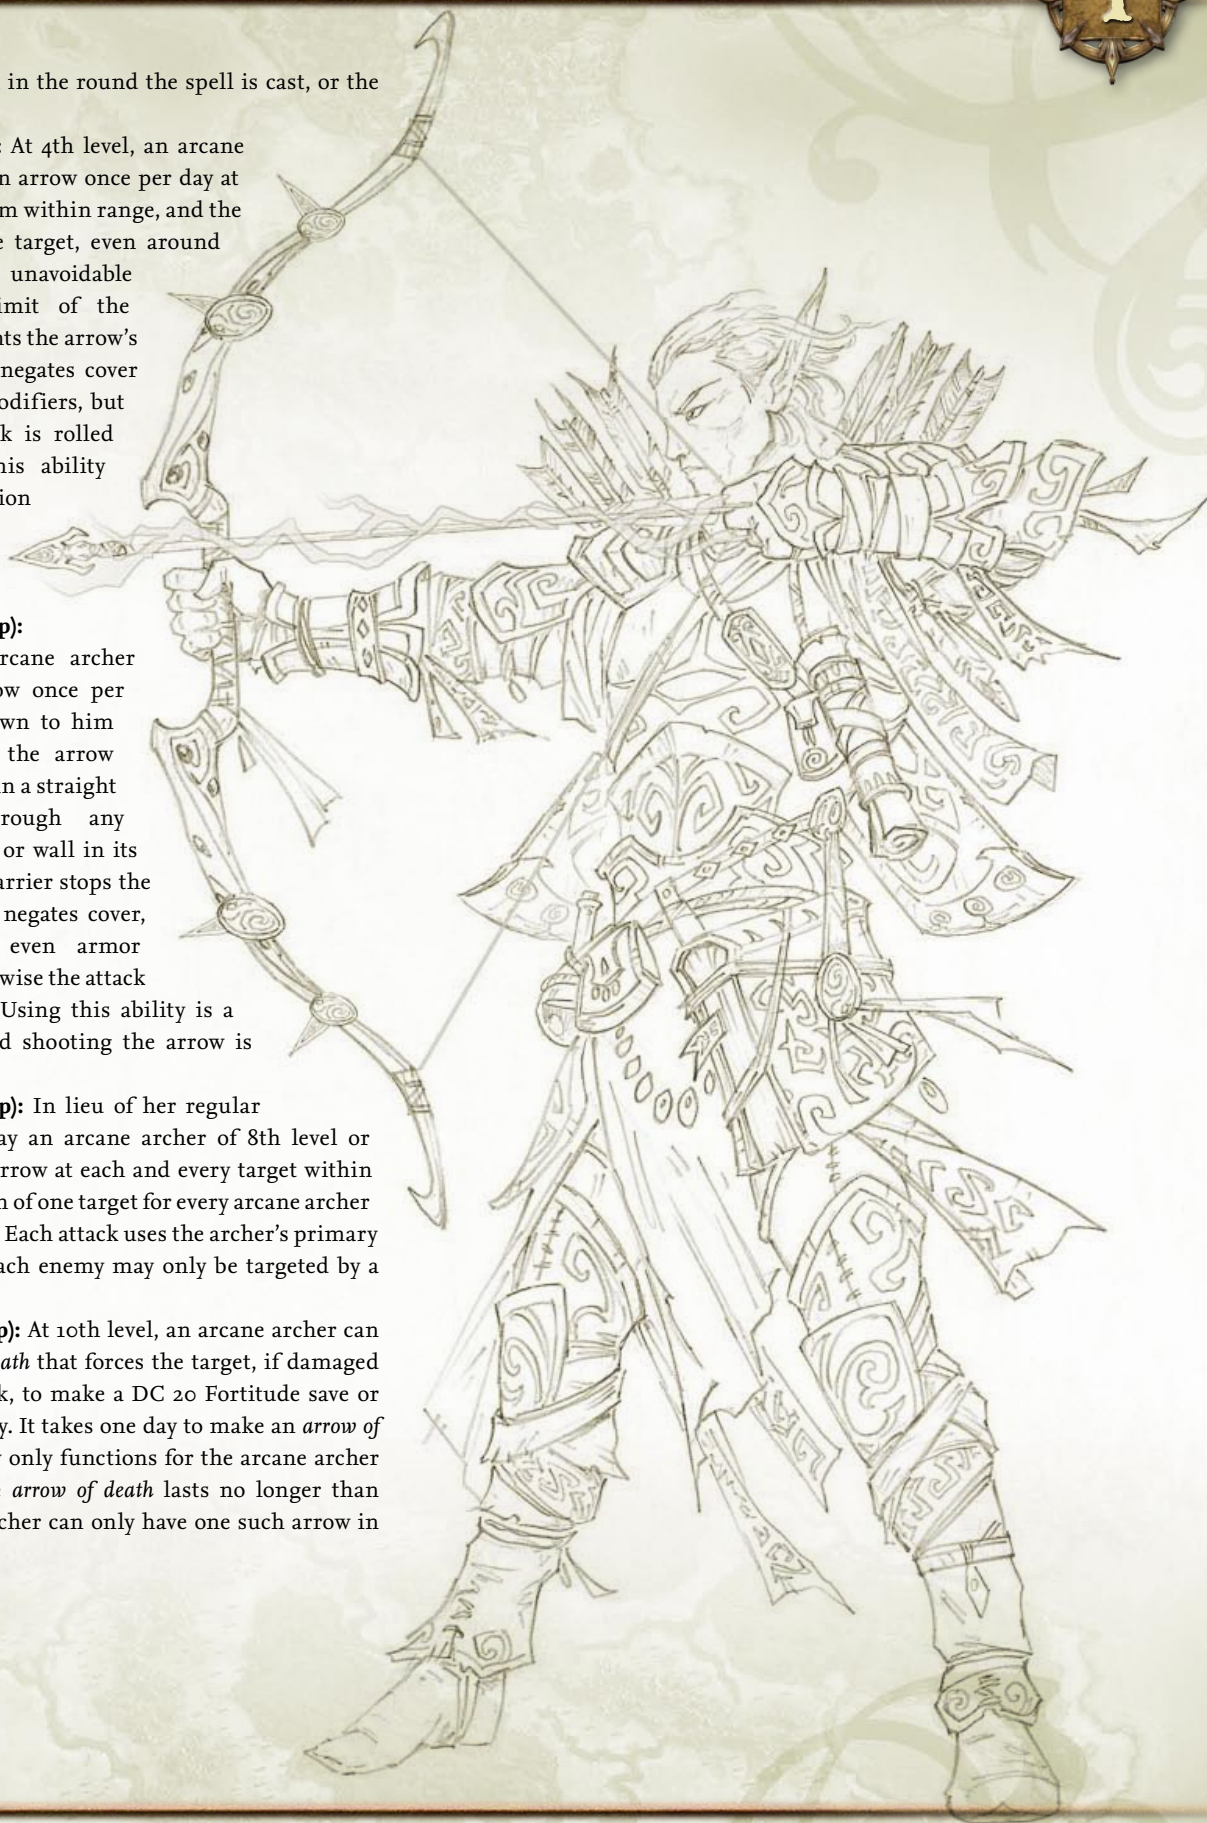 1
in the round the spell is cast, or the
: At 4th level, an arcane
n arrow once per day at
m within range, and the
e target, even around
unavoidable
imit of the
nts the arrow's
negates cover
odifiers, but
k is rolled
his ability
ion
p):
rcane archer
ow once per
wn to him
the arrow
in a straight
rough any
or wall in its
arrier stops the
negates cover,
even armor
wise the attack
Using this ability is a
d shooting the arrow is
p): In lieu of her regular
ay an arcane archer of 8th level or
rrow at each and every target within
n of one target for every arcane archer
Each attack uses the archer's primary
ach enemy may only be targeted by a
p): At 10th level, an arcane archer can
ath that forces the target, if damaged
k, to make a DC 20 Fortitude save or
y. It takes one day to make an arrow of
only functions for the arcane archer
arrow of death lasts no longer than
cher can only have one such arrow in